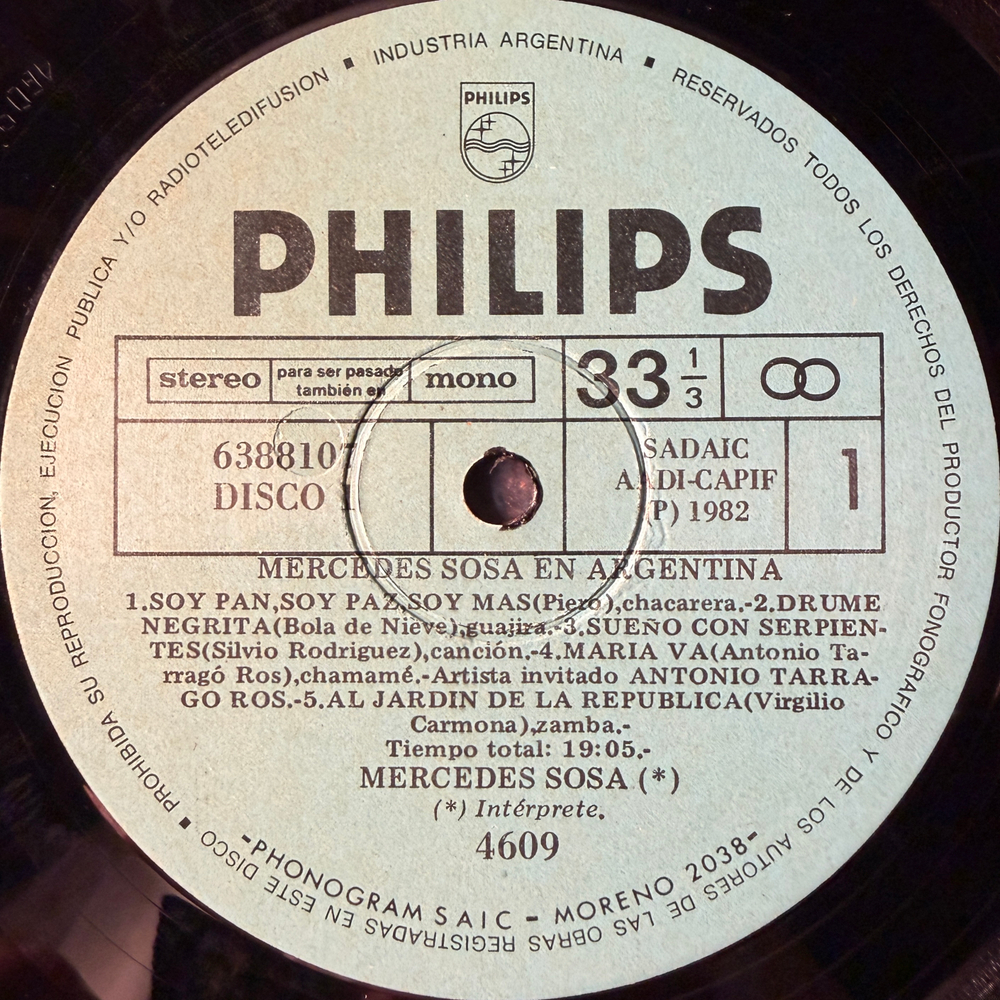 PROHIBIDA SU REPRODUCCION, EJECUCION PUBLICA Y/O RADIOTELEDIFUSION ▪ INDUSTRIA ARGENTINA ▪ RESERVADOS TODOS LOS DERECHOS DEL PRODUCTOR FONOGRAFICO Y DE LOS AUTORES DE LAS OBRAS REGISTRADAS EN ESTE DISCO ▪
PHILIPS
PHILIPS
stereo para ser pasado también en mono 33 1/3
6388107
DISCO 1
SADAIC
AADI-CAPIF
(P) 1982
1
MERCEDES SOSA EN ARGENTINA
1.SOY PAN,SOY PAZ,SOY MAS(Piero),chacarera.-2.DRUME
NEGRITA(Bola de Nieve),guajira.-3.SUEÑO CON SERPIEN-
TES(Silvio Rodriguez),canción.-4.MARIA VA(Antonio Ta-
rragó Ros),chamamé.-Artista invitado ANTONIO TARRA-
GO ROS.-5.AL JARDIN DE LA REPUBLICA(Virgilio
Carmona),zamba.-
Tiempo total: 19:05.-
MERCEDES SOSA (*)
(*) Intérprete.
4609
-PHONOGRAM S A I C - MORENO 2038-